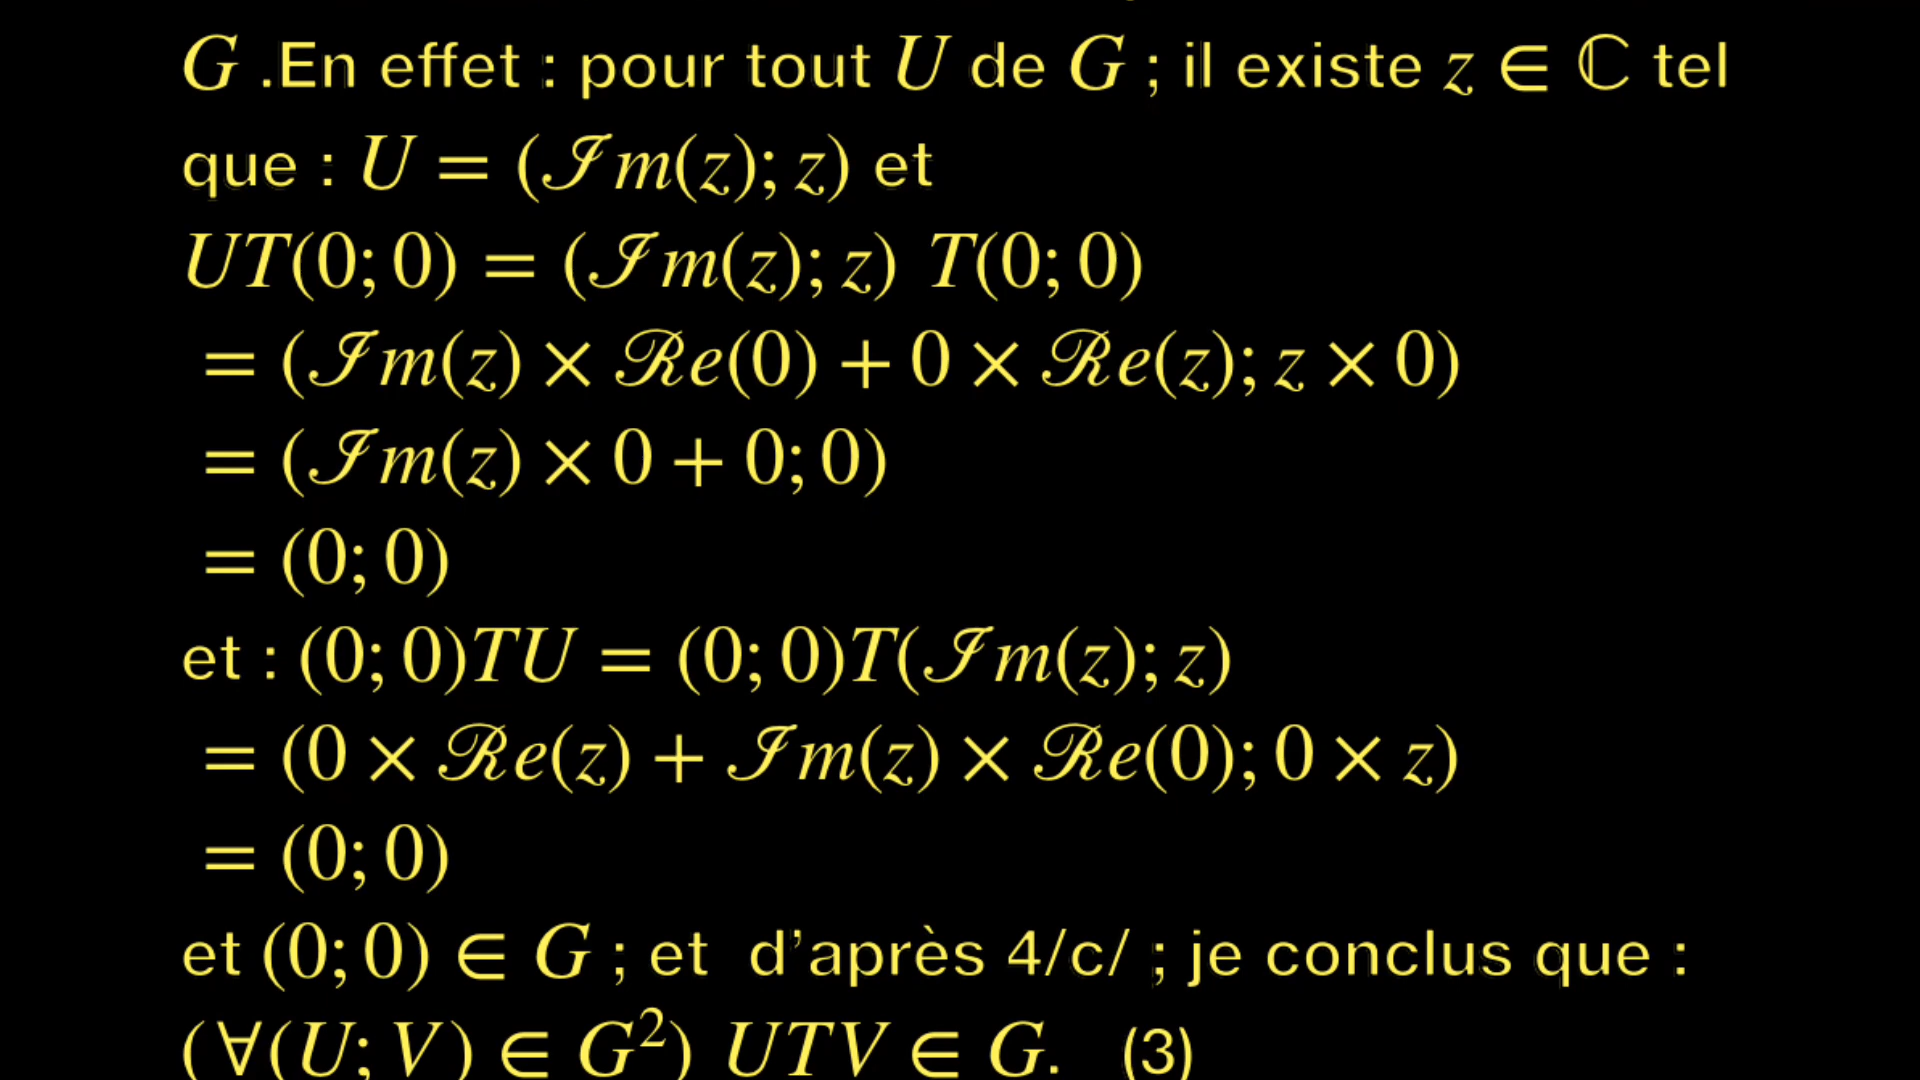 G .En effet : pour tout U de G ; il existe z ∈ ℂ tel
que : U = (ℐm(z); z) et
UT(0; 0) = (ℐm(z); z) T(0; 0)
= (ℐm(z) × ℛe(0) + 0 × ℛe(z); z × 0)
= (ℐm(z) × 0 + 0; 0)
= (0; 0)
et : (0; 0)TU = (0; 0)T(ℐm(z); z)
= (0 × ℛe(z) + ℐm(z) × ℛe(0); 0 × z)
= (0; 0)
et (0; 0) ∈ G ; et d’après 4/c/ ; je conclus que :
(∀(U; V) ∈ G²) UTV ∈ G. (3)